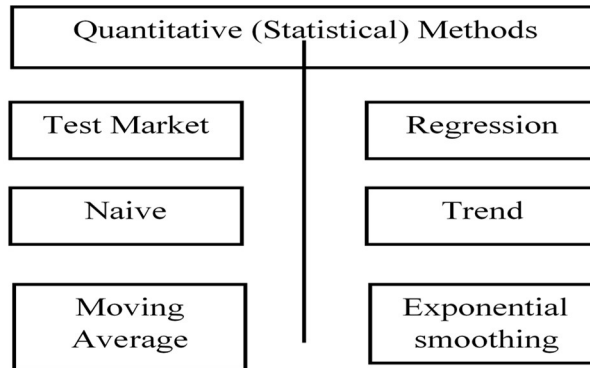 Quantitative (Statistical) Methods
Test Market
Regression
Naive
Trend
Moving
Average
Exponential
smoothing